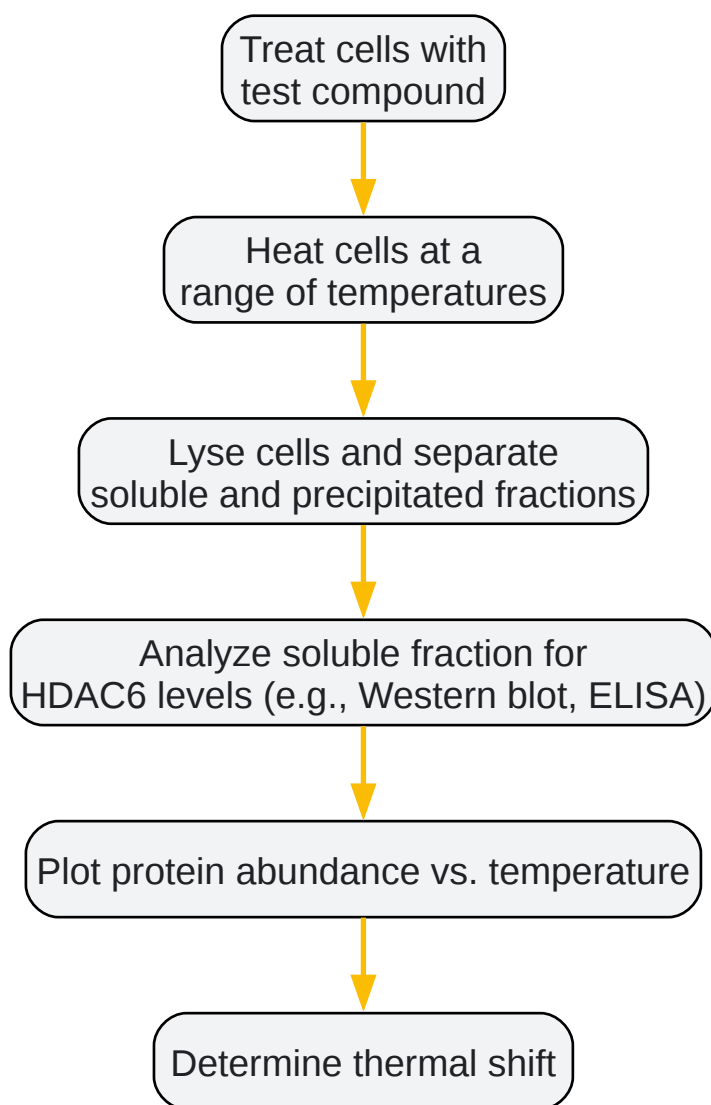 Treat cells with
test compound
Heat cells at a
range of temperatures
Lyse cells and separate
soluble and precipitated fractions
Analyze soluble fraction for
HDAC6 levels (e.g., Western blot, ELISA)
Plot protein abundance vs. temperature
Determine thermal shift